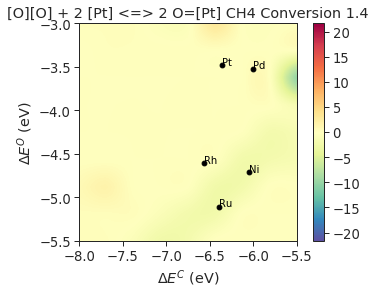 [O][O] + 2 [Pt] <=> 2 O=[Pt] CH4 Conversion 1.4
−3.0
−3.5
−4.0
−4.5
−5.0
−5.5
ΔE^O (eV)
Pt
Pd
Rh
Ni
Ru
−8.0 −7.5 −7.0 −6.5 −6.0 −5.5
ΔE^C (eV)
20
15
10
5
0
−5
−10
−15
−20